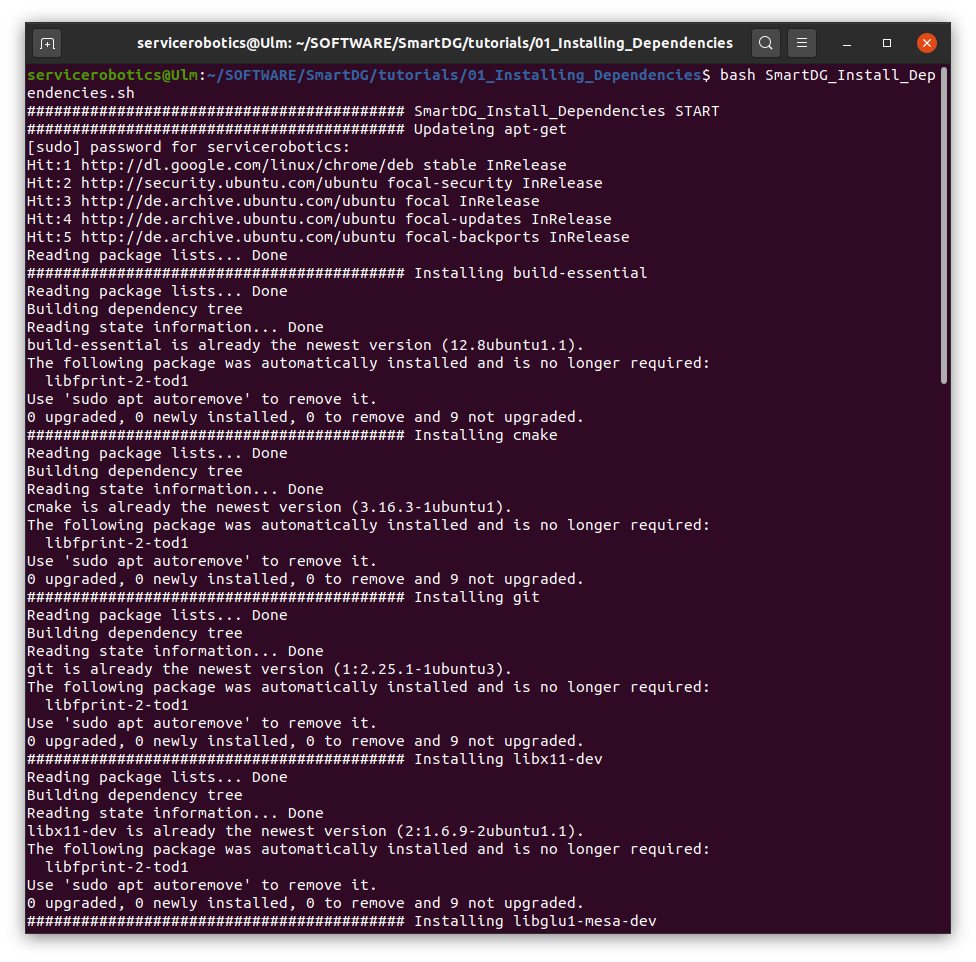 servicerobotics@Ulm: ~/SOFTWARE/SmartDG/tutorials/01_Installing_Dependencies
servicerobotics@Ulm:~/SOFTWARE/SmartDG/tutorials/01_Installing_Dependencies$ bash SmartDG_Install_Dep
endencies.sh
########################################## SmartDG_Install_Dependencies START
########################################## Updateing apt-get
[sudo] password for servicerobotics:
Hit:1 http://dl.google.com/linux/chrome/deb stable InRelease
Hit:2 http://security.ubuntu.com/ubuntu focal-security InRelease
Hit:3 http://de.archive.ubuntu.com/ubuntu focal InRelease
Hit:4 http://de.archive.ubuntu.com/ubuntu focal-updates InRelease
Hit:5 http://de.archive.ubuntu.com/ubuntu focal-backports InRelease
Reading package lists... Done
########################################## Installing build-essential
Reading package lists... Done
Building dependency tree
Reading state information... Done
build-essential is already the newest version (12.8ubuntu1.1).
The following package was automatically installed and is no longer required:
  libfprint-2-tod1
Use 'sudo apt autoremove' to remove it.
0 upgraded, 0 newly installed, 0 to remove and 9 not upgraded.
########################################## Installing cmake
Reading package lists... Done
Building dependency tree
Reading state information... Done
cmake is already the newest version (3.16.3-1ubuntu1).
The following package was automatically installed and is no longer required:
  libfprint-2-tod1
Use 'sudo apt autoremove' to remove it.
0 upgraded, 0 newly installed, 0 to remove and 9 not upgraded.
########################################## Installing git
Reading package lists... Done
Building dependency tree
Reading state information... Done
git is already the newest version (1:2.25.1-1ubuntu3).
The following package was automatically installed and is no longer required:
  libfprint-2-tod1
Use 'sudo apt autoremove' to remove it.
0 upgraded, 0 newly installed, 0 to remove and 9 not upgraded.
########################################## Installing libx11-dev
Reading package lists... Done
Building dependency tree
Reading state information... Done
libx11-dev is already the newest version (2:1.6.9-2ubuntu1.1).
The following package was automatically installed and is no longer required:
  libfprint-2-tod1
Use 'sudo apt autoremove' to remove it.
0 upgraded, 0 newly installed, 0 to remove and 9 not upgraded.
########################################## Installing libglu1-mesa-dev